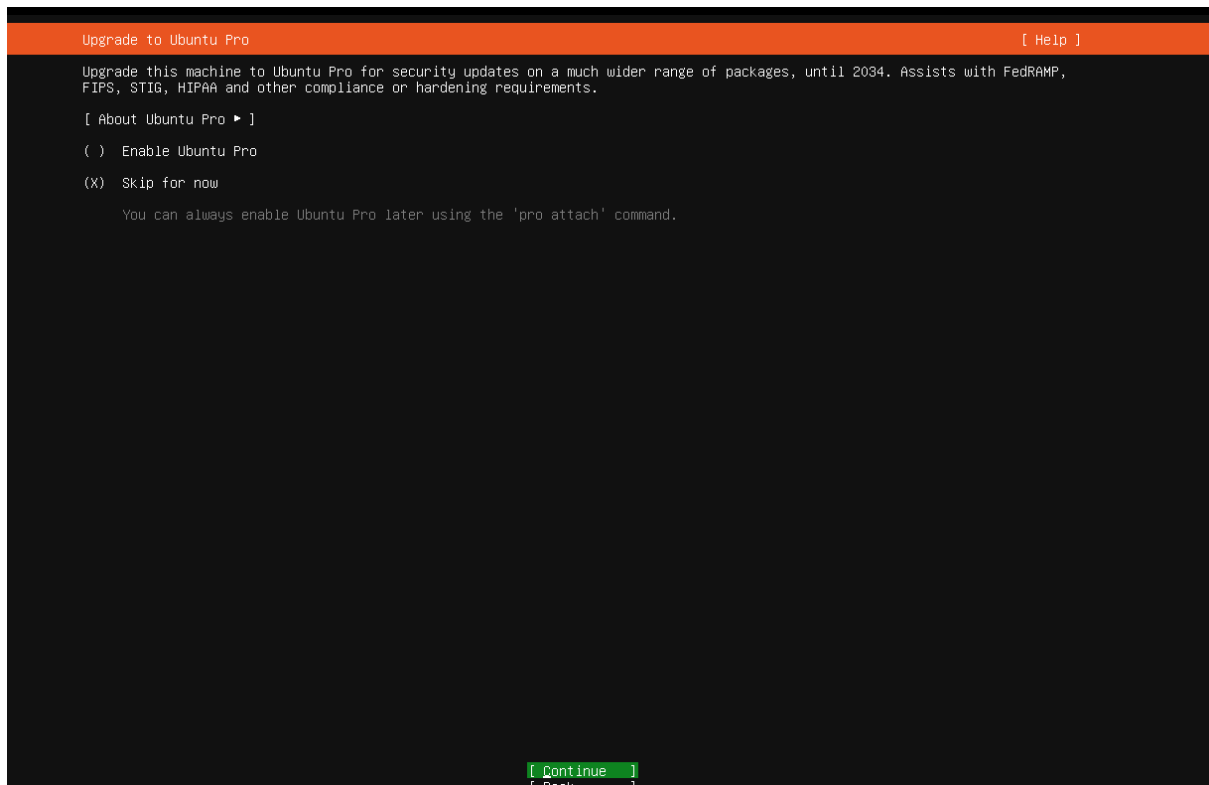 Upgrade to Ubuntu Pro [ Help ]
Upgrade this machine to Ubuntu Pro for security updates on a much wider range of packages, until 2034. Assists with FedRAMP,
FIPS, STIG, HIPAA and other compliance or hardening requirements.
[ About Ubuntu Pro ► ]
( ) Enable Ubuntu Pro
(X) Skip for now
You can always enable Ubuntu Pro later using the 'pro attach' command.
[ Continue ]